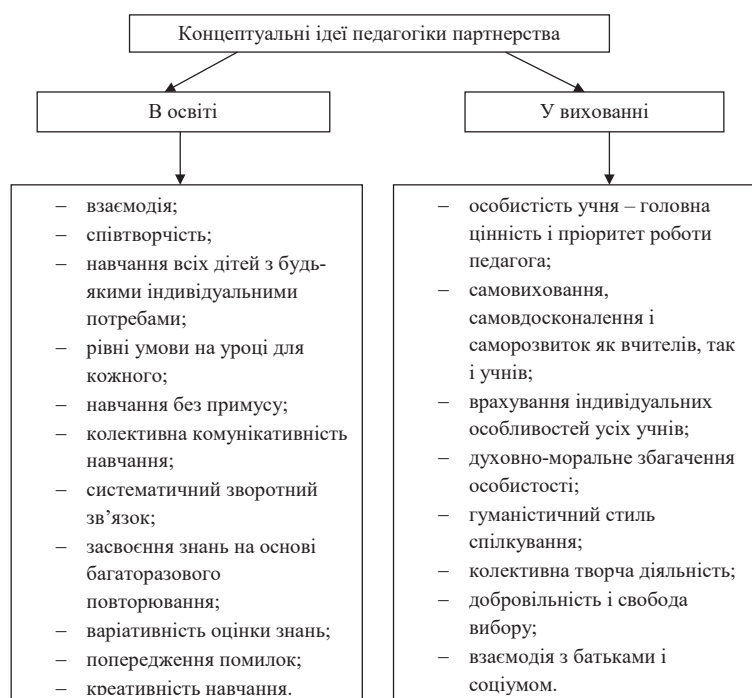 Концептуальні ідеї педагогіки партнерства
В освіті
У вихованні
– взаємодія;
– співтворчість;
– навчання всіх дітей з будь-
якими індивідуальними
потребами;
– рівні умови на уроці для
кожного;
– навчання без примусу;
– колективна комунікативність
навчання;
– систематичний зворотний
зв’язок;
– засвоєння знань на основі
багаторазового
повторювання;
– варіативність оцінки знань;
– попередження помилок;
– креативність навчання.
– особистість учня – головна
цінність і пріоритет роботи
педагога;
– самовиховання,
самовдосконалення і
саморозвиток як вчителів, так
і учнів;
– врахування індивідуальних
особливостей усіх учнів;
– духовно-моральне збагачення
особистості;
– гуманістичний стиль
спілкування;
– колективна творча діяльність;
– добровільність і свобода
вибору;
– взаємодія з батьками і
соціумом.